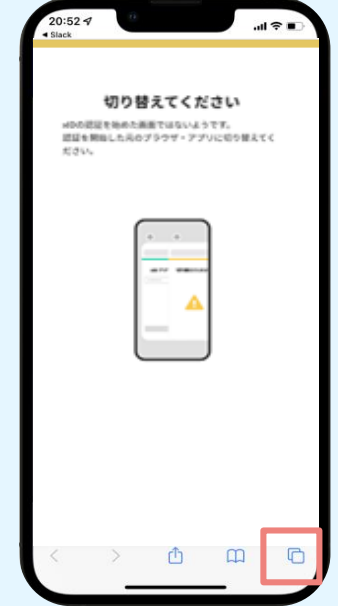 20:52
◀ Slack
切り替えてください
xIDの認証を始めた画面ではないようです。
認証を開始した元のブラウザ・アプリに切り替えてく
ださい。